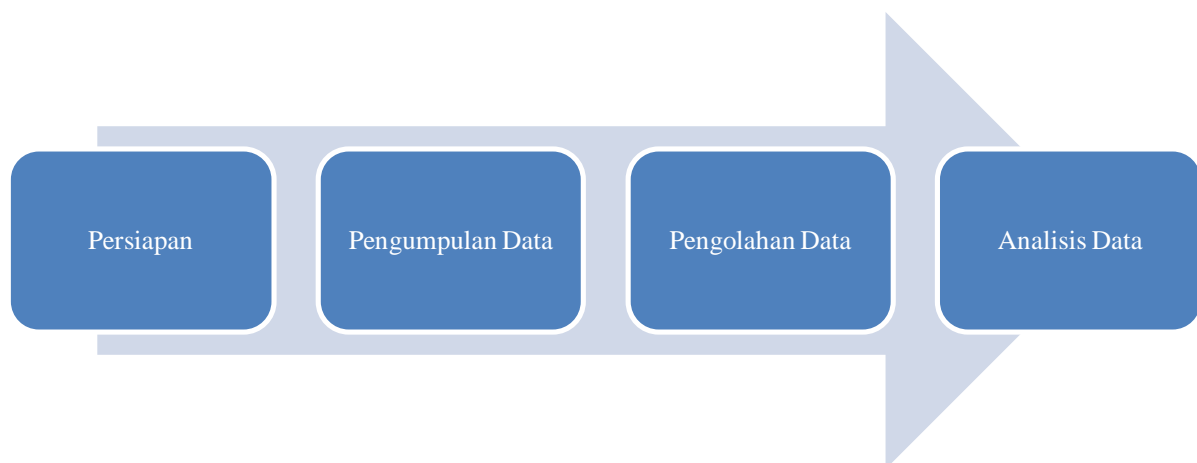 Persiapan
Pengumpulan Data
Pengolahan Data
Analisis Data